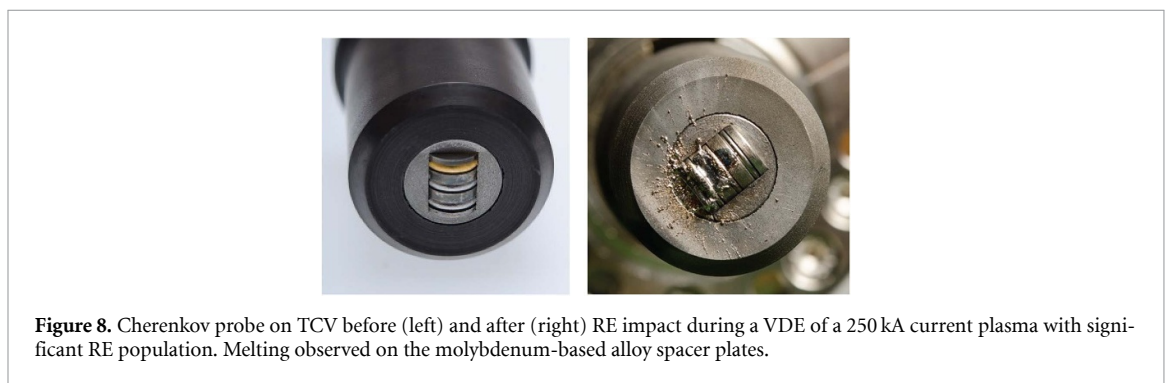 Figure 8. Cherenkov probe on TCV before (left) and after (right) RE impact during a VDE of a 250 kA current plasma with signi-
ficant RE population. Melting observed on the molybdenum-based alloy spacer plates.